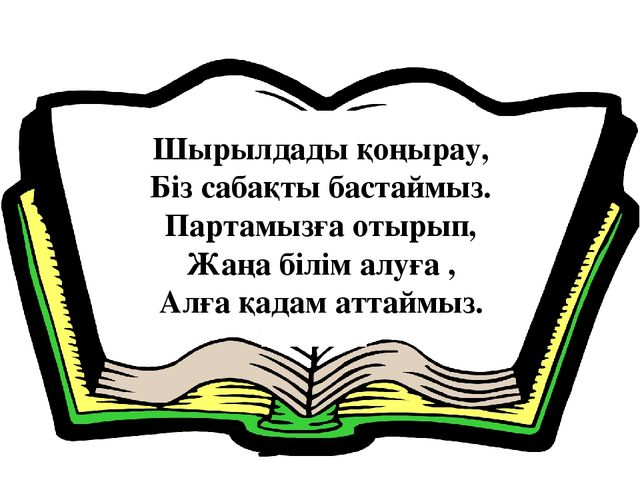 Шырылдады қоңырау,
Біз сабақты бастаймыз.
Партамызға отырып,
Жаңа білім алуға ,
Алға қадам аттаймыз.